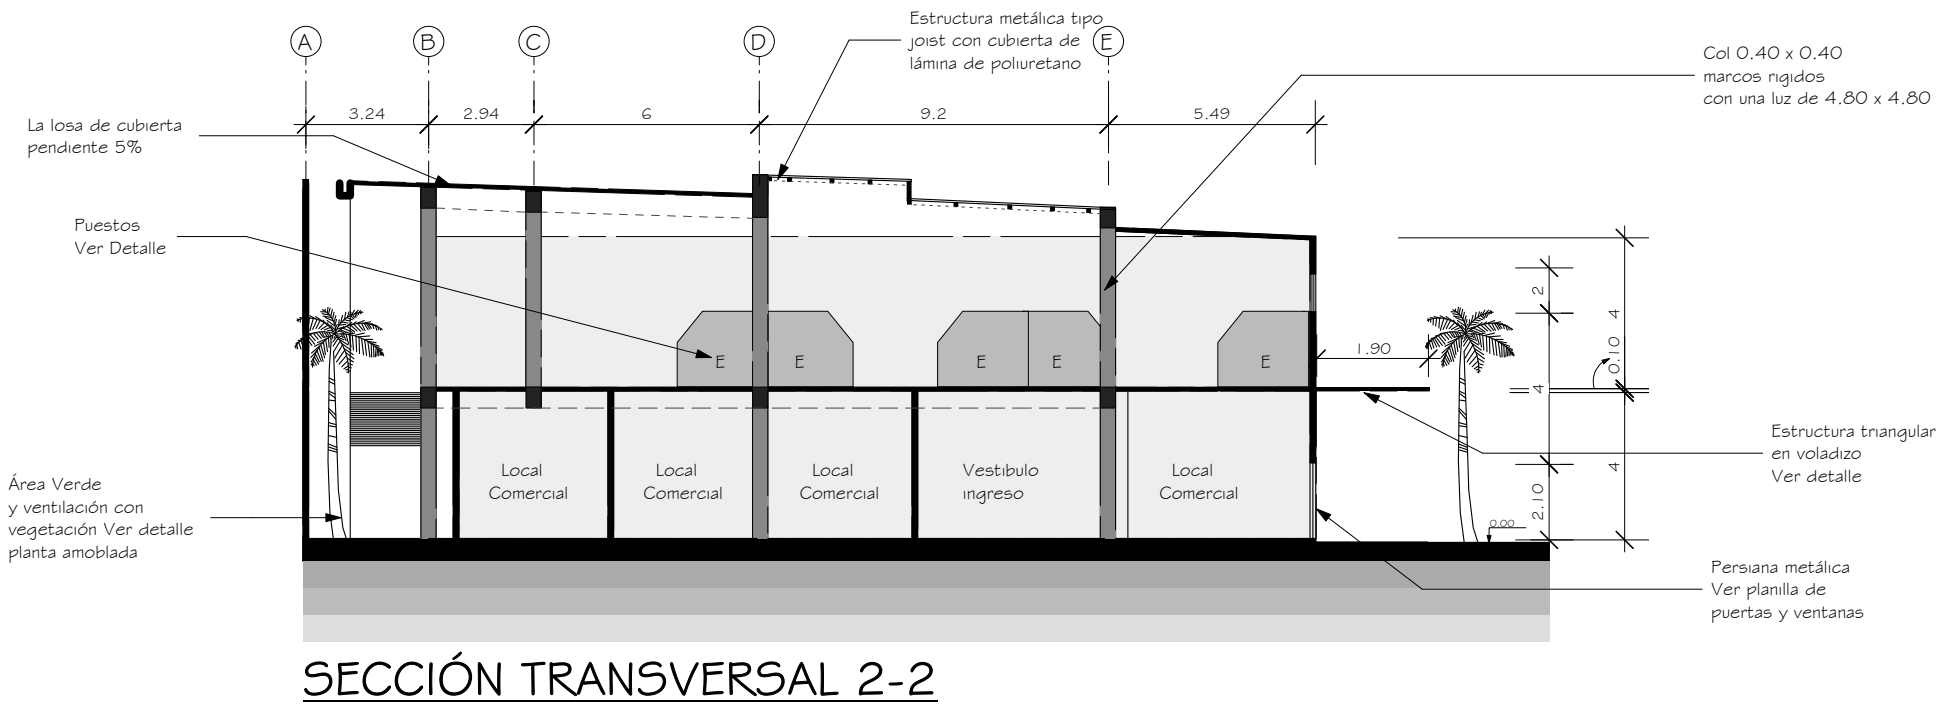 A
B
C
D
E
Estructura metálica tipo
joist con cubierta de
lámina de poliuretano
Col 0.40 x 0.40
marcos rigidos
con una luz de 4.80 x 4.80
3.24
2.94
6
9.2
5.49
La losa de cubierta
pendiente 5%
Puestos
Ver Detalle
E
E
E
E
E
1.90
2
4
0.10
4
4
2.10
0.00
Local
Comercial
Local
Comercial
Local
Comercial
Vestibulo
ingreso
Local
Comercial
Estructura triangular
en voladizo
Ver detalle
Área Verde
y ventilación con
vegetación Ver detalle
planta amoblada
Persiana metálica
Ver planilla de
puertas y ventanas
SECCIÓN TRANSVERSAL 2-2